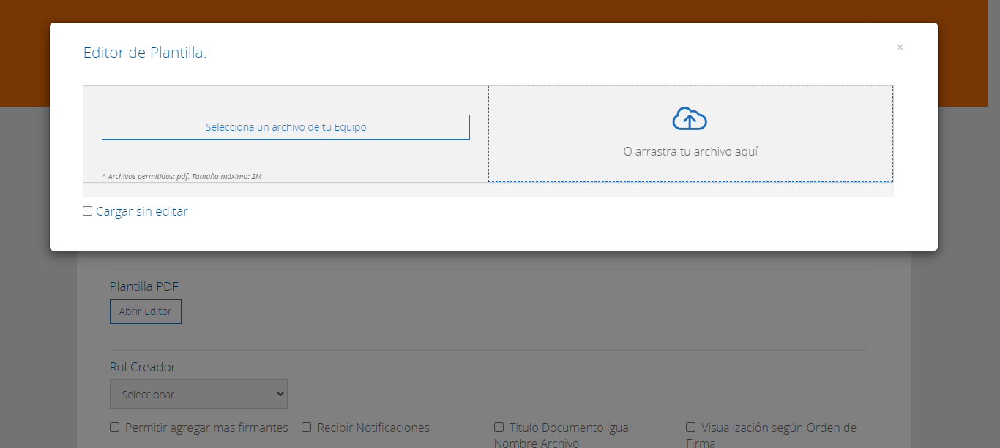 Editor de Plantilla.
×
Selecciona un archivo de tu Equipo
O arrastra tu archivo aquí
* Archivos permitidos: pdf. Tamaño máximo: 2M
Cargar sin editar
Plantilla PDF
Abrir Editor
Rol Creador
Seleccionar
Permitir agregar mas firmantes
Recibir Notificaciones
Titulo Documento igual
Nombre Archivo
Visualización según Orden de
Firma